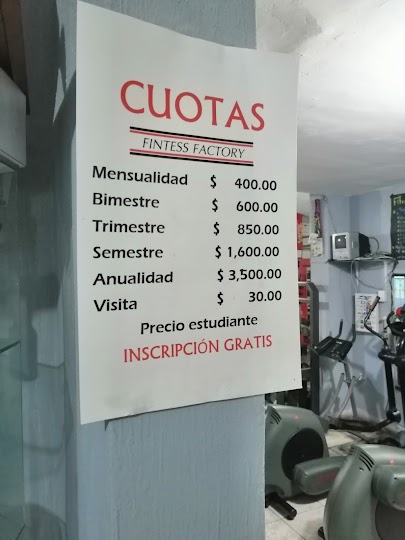 CUOTAS
FINTESS FACTORY
Mensualidad $ 400.00
Bimestre $ 600.00
Trimestre $ 850.00
Semestre $ 1,600.00
Anualidad $ 3,500.00
Visita $ 30.00
Precio estudiante
INSCRIPCIÓN GRATIS